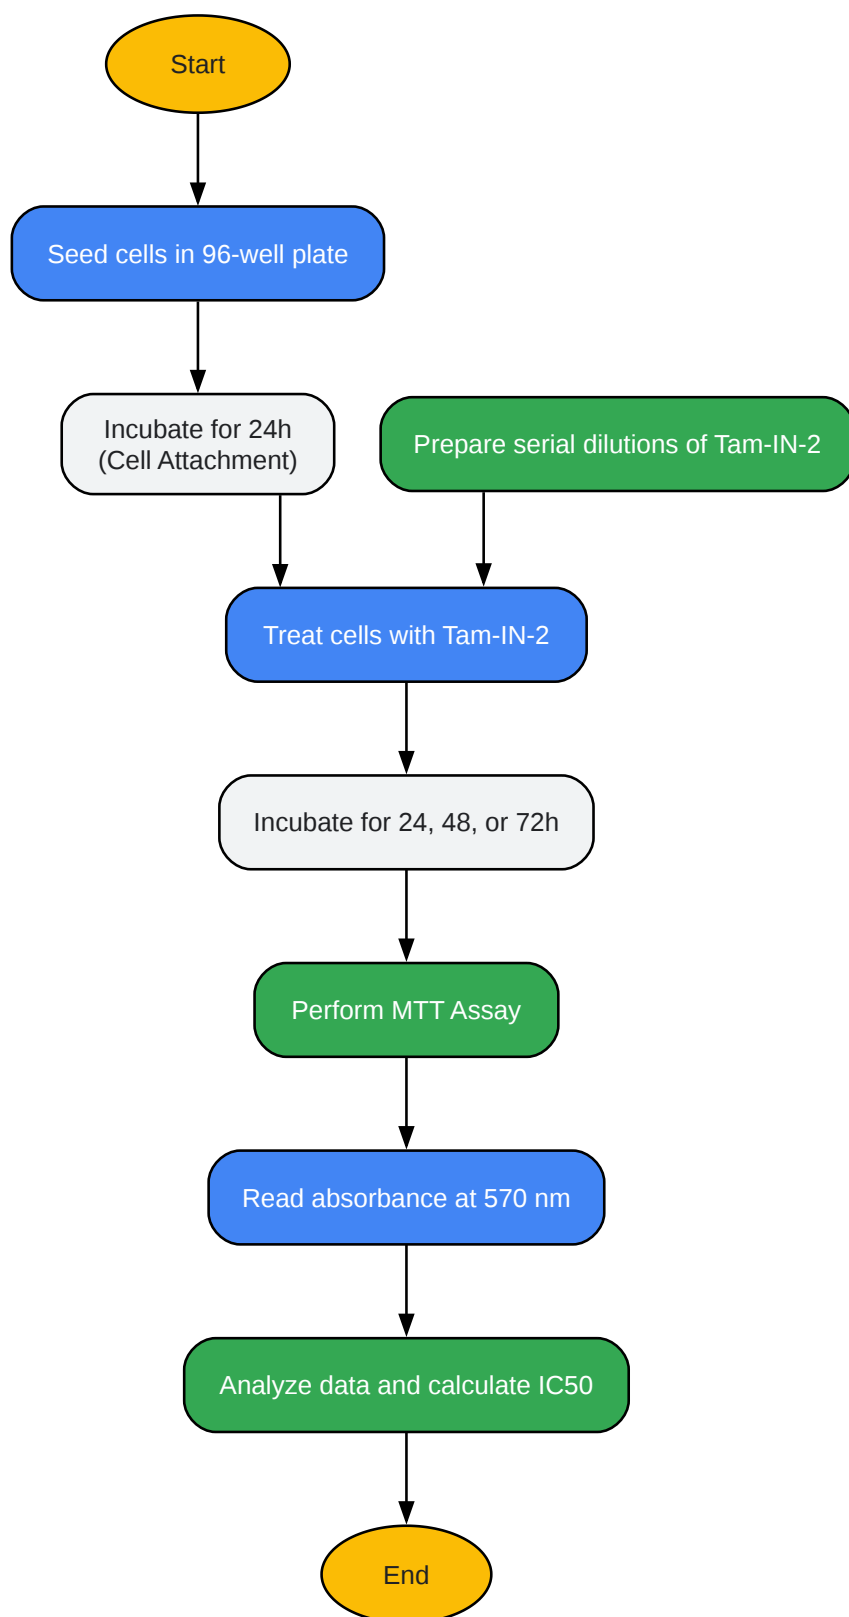 Start
Seed cells in 96-well plate
Incubate for 24h
(Cell Attachment)
Prepare serial dilutions of Tam-IN-2
Treat cells with Tam-IN-2
Incubate for 24, 48, or 72h
Perform MTT Assay
Read absorbance at 570 nm
Analyze data and calculate IC50
End